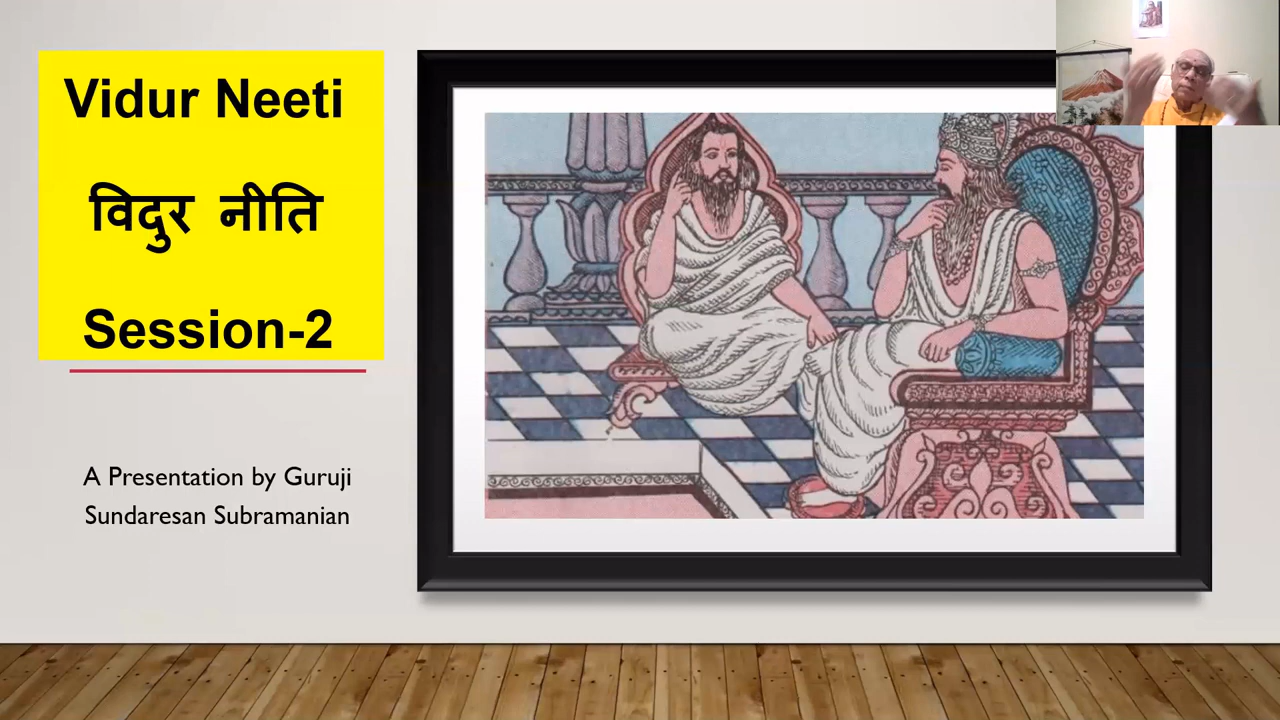 Vidur Neeti
विदुर नीति
Session-2
A Presentation by Guruji
Sundaresan Subramanian